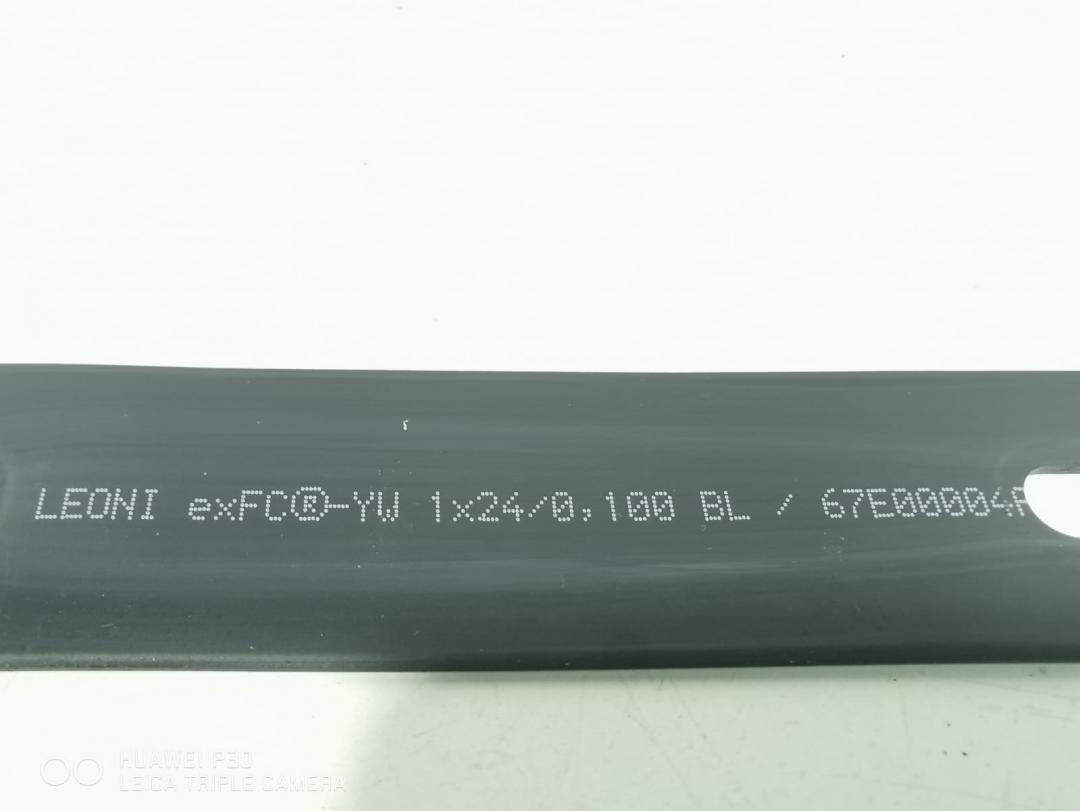 LEONI exFC®-YW 1x24/0,100 BL / 67E00004
HUAWEI P30
LEICA TRIPLE CAMERA